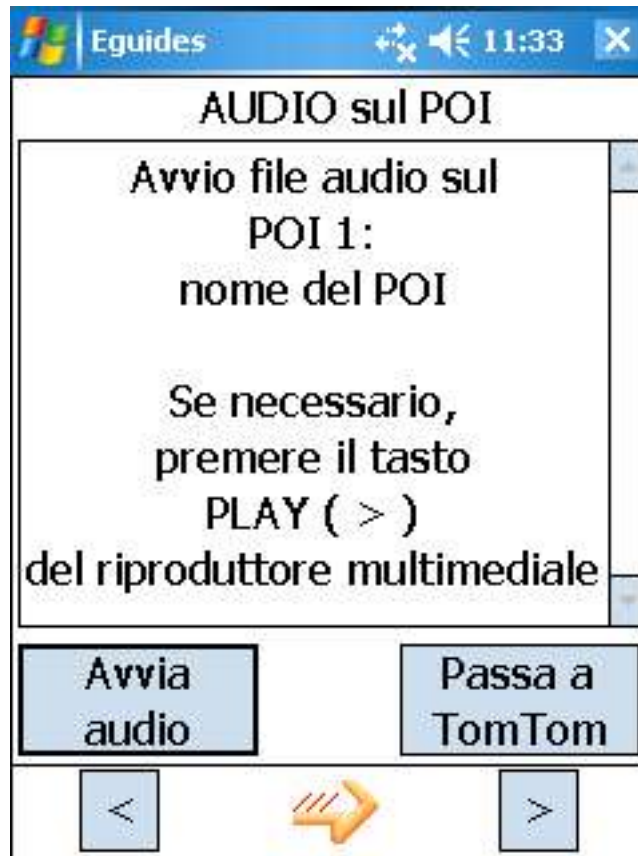 Eguides 11:33
AUDIO sul POI
Avvio file audio sul
POI 1:
nome del POI
Se necessario,
premere il tasto
PLAY ( > )
del riproduttore multimediale
Avvia
audio
Passa a
TomTom
< >